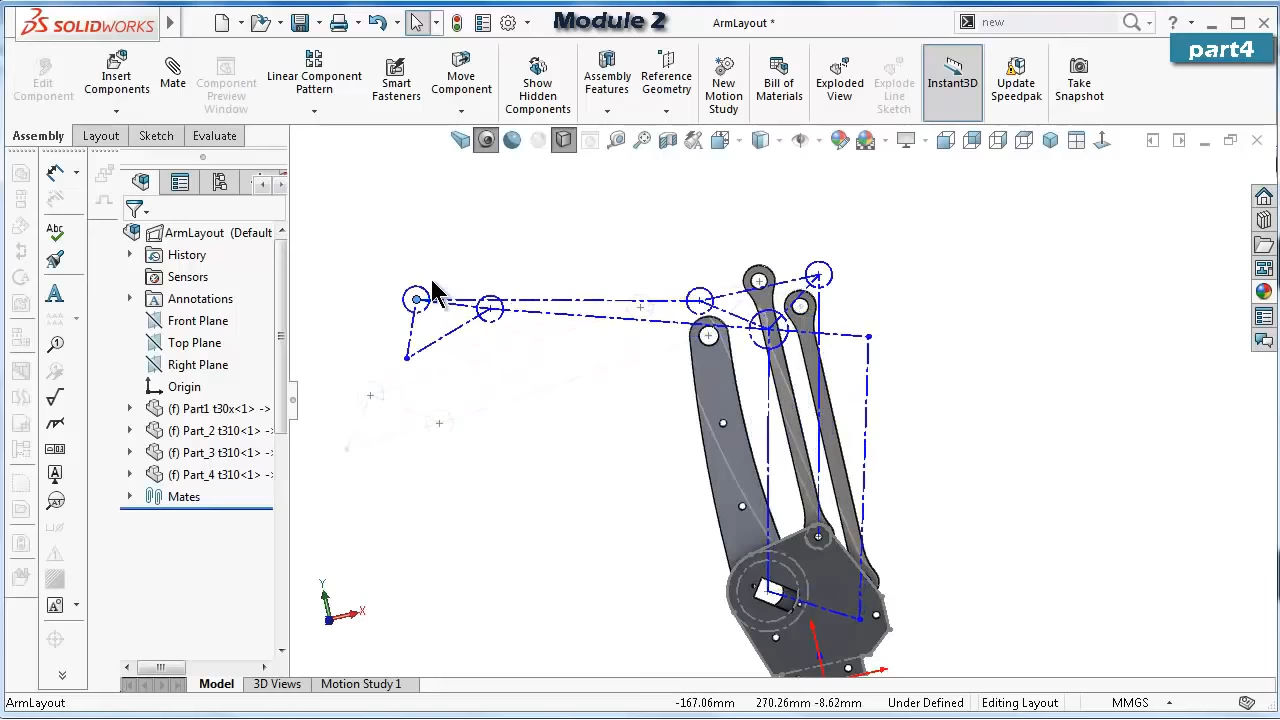 SOLIDWORKS
Module 2
ArmLayout *
new
?
part4
Edit Component
Insert Components
Mate
Component Preview Window
Linear Component Pattern
Smart Fasteners
Move Component
Show Hidden Components
Assembly Features
Reference Geometry
New Motion Study
Bill of Materials
Exploded View
Explode Line Sketch
Instant3D
Update Speedpak
Take Snapshot
Assembly
Layout
Sketch
Evaluate
Abc
ArmLayout (Default
History
Sensors
Annotations
Front Plane
Top Plane
Right Plane
Origin
(f) Part1 t30x<1> ->
(f) Part_2 t310<1> ->
(f) Part_3 t310<1> ->
(f) Part_4 t310<1> ->
Mates
Y
X
Model
3D Views
Motion Study 1
ArmLayout
-167.06mm
270.26mm -8.62mm
Under Defined
Editing Layout
MMGS